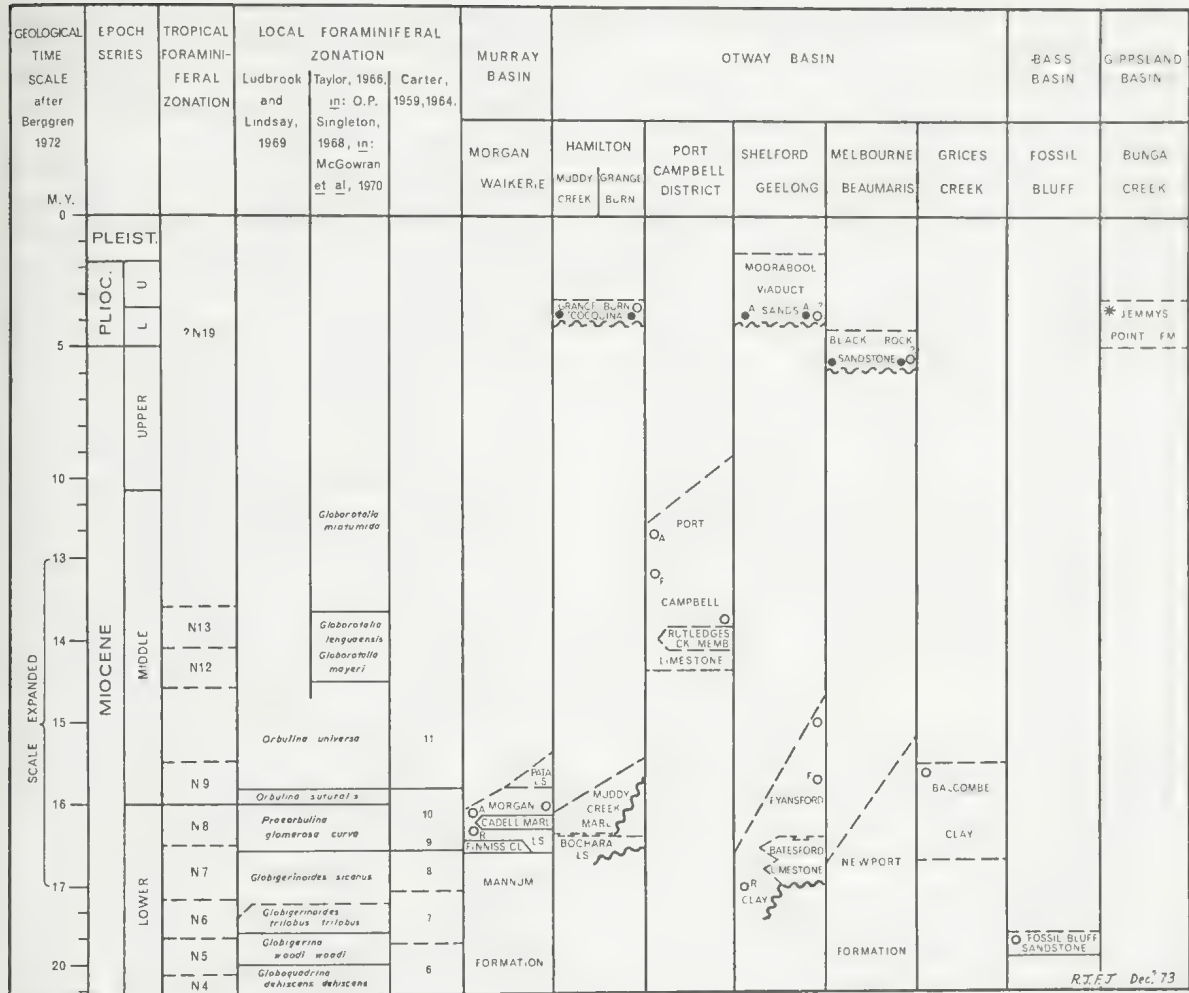 GEOLOGICAL
TIME
SCALE
after
Berggren
1972
M.Y.
EPOCH
SERIES
TROPICAL
FORAMINI-
FERAL
ZONATION
LOCAL FORAMINIFERAL
ZONATION
Ludbrook
and
Lindsay,
1969
Taylor, 1966,
in: O.P.
Singleton,
1968, in:
McGowran
et al, 1970
Carter,
1959, 1964.
MURRAY
BASIN
MORGAN
WAIKERIE
OTWAY BASIN
HAMILTON
MUDDY
CREEK
GRANGE
BURN
PORT
CAMPBELL
DISTRICT
SHELFORD
GEELONG
MELBOURNE
BEAUMARIS
GRICES
CREEK
BASS
BASIN
FOSSIL
BLUFF
GIPPSLAND
BASIN
BUNGA
CREEK
0
5
10
13
14
15
16
17
20
SCALE EXPANDED
PLEIST.
PLIOC.
U
L
MIOCENE
UPPER
MIDDLE
LOWER
?N19
N13
N12
N9
N8
N7
N6
N5
N4
Globorotalia
miotumida
Globorotalia
lenguaensis
Globorotalia
mayeri
Orbulina universa
Orbulina suturalis
Praeorbulina
glomerosa curva
Globigerinoides sicanus
Globigerinoides
trilobus trilobus
Globigerina
woodi woodi
Globoquadrina
dehiscens dehiscens
11
10
9
8
7
6
PATA
LS
A
MORGAN
CADELL MARL
R
LS
FINNISS CL
MANNUM
FORMATION
GRANGE BURN
COCQUINA
MUDDY
CREEK
MARL
BOCHARA
LS
PORT
A
F
CAMPBELL
RUTLEDGES
CK MEMB
LIMESTONE
MOORABOOL
VIADUCT
A SANDS A ?
F
FYANSFORD
BATESFORD
LIMESTONE
R
CLAY
BLACK ROCK
?
SANDSTONE
NEWPORT
FORMATION
BALCOMBE
CLAY
FOSSIL BLUFF
SANDSTONE
* JEMMYS
POINT FM
R.J.F.J Dec. 73